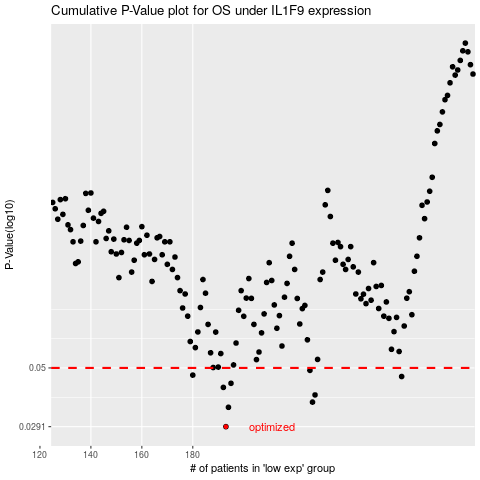 Cumulative P-Value plot for OS under IL1F9 expression
P-Value(log10)
0.05
0.0291
optimized
120 140 160 180
# of patients in 'low exp' group